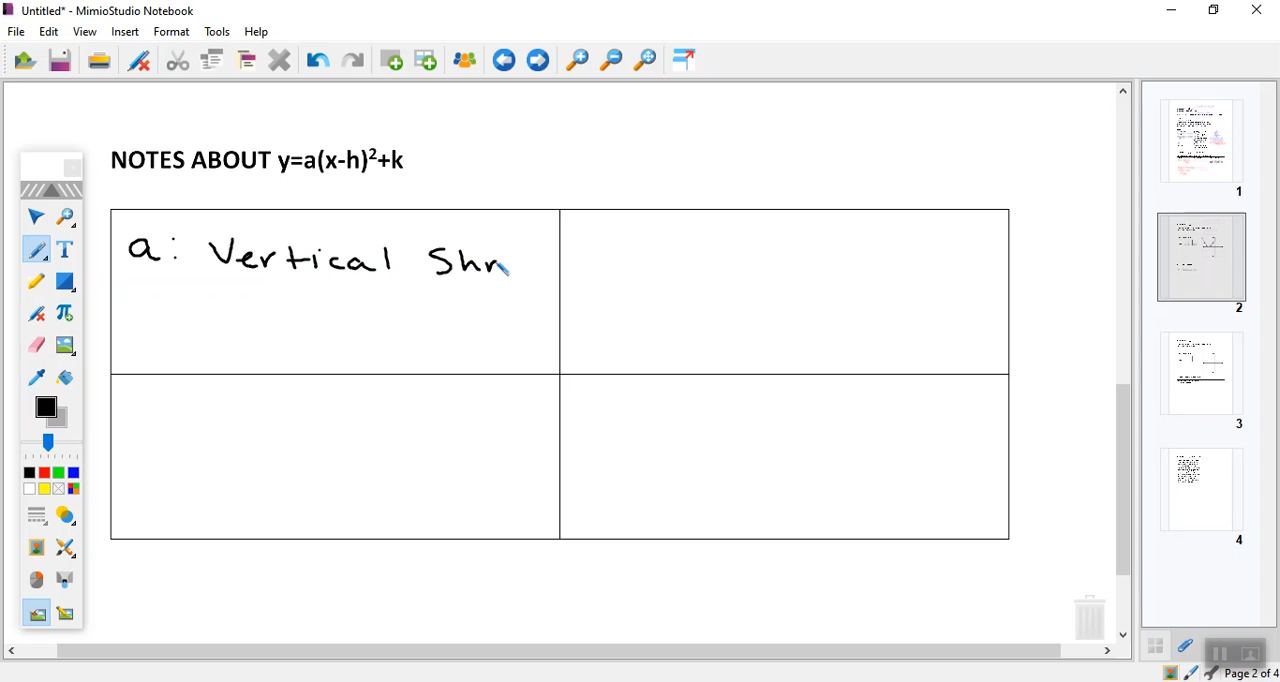 Untitled* - MimioStudio Notebook
File Edit View Insert Format Tools Help
NOTES ABOUT y=a(x-h)²+k
a: Vertical Shr
1
2
3
4
Page 2 of 4